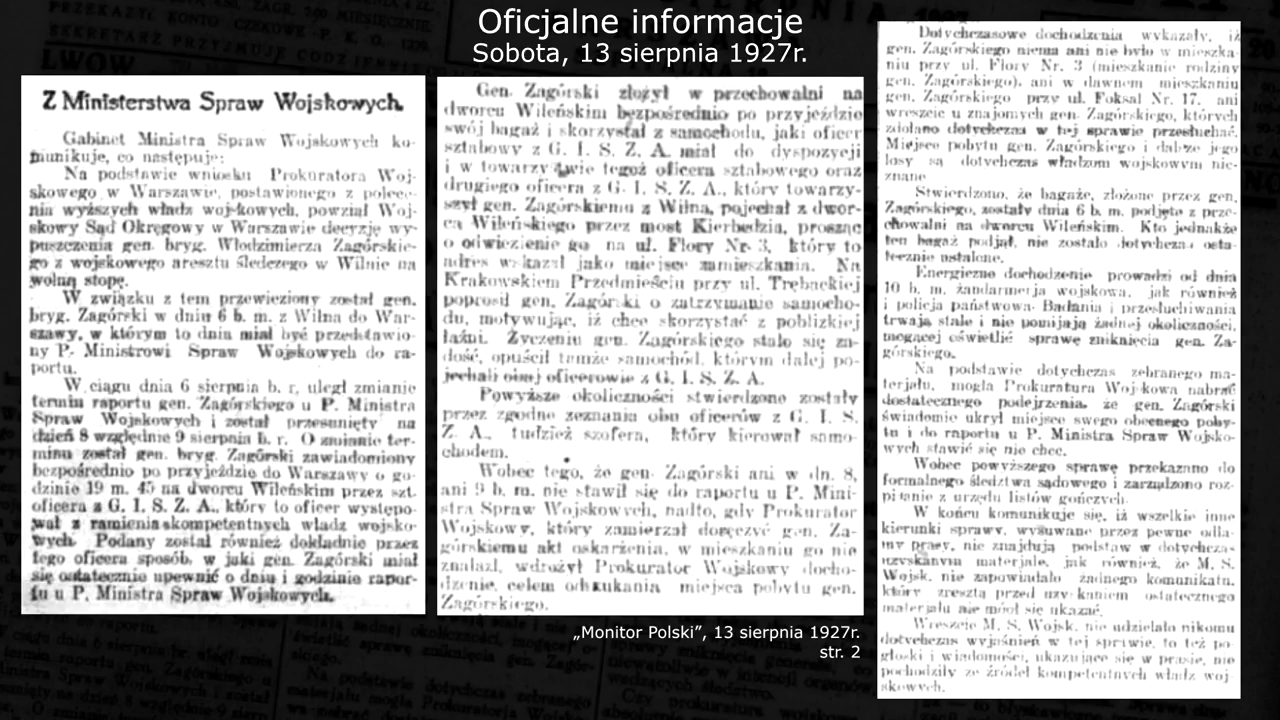 Oficjalne informacje
Sobota, 13 sierpnia 1927r.
Z Ministerstwa Spraw Wojskowych.
Gabinet Ministra Spraw Wojskowych ko-
munikuje, co następuje:
Na podstawie wniosku Prokuratora Woj-
skowego w Warszawie, postawionego z polece-
nia wyższych władz wojskowych, powziął Woj-
skowy Sąd Okręgowy w Warszawie decyzję wy-
puszczenia gen. bryg. Włodzimierza Zagórskie-
go z wojskowego aresztu śledczego w Wilnie na
wolną stopę.
W związku z tem przewieziony został gen.
bryg. Zagórski w dniu 6 b. m. z Wilna do War-
szawy, w którym to dniu miał być przedstawio-
ny P. Ministrowi Spraw Wojskowych do ra-
portu.
W ciągu dnia 6 sierpnia b. r. uległ zmianie
termin raportu gen. Zagórskiego u P. Ministra
Spraw Wojskowych i został przesunięty na
dzień 8 względnie 9 sierpnia b. r. O zmianie ter-
minu został gen. bryg. Zagórski zawiadomiony
bezpośrednio po przyjeździe do Warszawy o go-
dzinie 19 m. 45 na dworcu Wileńskim przez szt.
oficera z G. I. S. Z. A., który to oficer występo-
wał z ramienia kompetentnych władz wojsko-
wych. Podany został również dokładnie przez
tego oficera sposób, w jaki gen. Zagórski miał
się ostatecznie upewnić o dniu i godzinie rapor-
tu u P. Ministra Spraw Wojskowych.
Gen. Zagórski złożył w przechowalni na
dworcu Wileńskim bezpośrednio po przyjeździe
swój bagaż i skorzystał z samochodu, jaki oficer
sztabowy z G. I. S. Z. A. miał do dyspozycji
i w towarzystwie tegoż oficera sztabowego oraz
drugiego oficera z G. I. S. Z. A., który towarzy-
szył gen. Zagórskiemu z Wilna, pojechał z dwor-
ca Wileńskiego przez most Kierbedzia, prosząc
o odwiezienie go na ul. Flory Nr 3, który to
adres wskazał jako miejsce zamieszkania. Na
Krakowskiem Przedmieściu przy ul. Trębackiej
poprosił gen. Zagórski o zatrzymanie samocho-
du, motywując, iż chce skorzystać z pobliskiej
łaźni. Życzeniu gen. Zagórskiego stało się za-
dość, opuścił temże samochód, którym dalej po-
jechali obaj oficerowie z G. I. S. Z. A.
Powyższe okoliczności stwierdzone zostały
przez zgodne zeznania obu oficerów z G. I. S.
Z. A., tudzież szofera, który kierował samo-
chodem.
Wobec tego, że gen. Zagórski ani w dn. 8,
ani 9 b. m. nie stawił się do raportu u P. Mini-
stra Spraw Wojskowych, nadto, gdy Prokurator
Wojskowy, który zamierzał doręczyć gen. Za-
górskiemu akt oskarżenia, w mieszkaniu go nie
znalazł, wdrożył Prokurator Wojskowy docho-
dzenie, celem odszukania miejsca pobytu gen.
Zagórskiego.
„Monitor Polski”, 13 sierpnia 1927r.
str. 2
Dotychczasowe dochodzenia wykazały, iż
gen. Zagórskiego niema ani nie było w mieszka-
niu przy ul. Flory Nr. 3 (mieszkanie rodziny
gen. Zagórskiego), ani w dawnem mieszkaniu
gen. Zagórskiego przy ul. Foksal Nr. 17, ani
wreszcie u znajomych gen. Zagórskiego, których
zdołano dotychczas w tej sprawie przesłuchać.
Miejsce pobytu gen. Zagórskiego i dalsze jego
losy są dotychczas władzom wojskowym nie-
znane
Stwierdzono, że bagaże, złożone przez gen.
Zagórskiego, zostały dnia 6 b. m. podjęte z prze-
chowalni na dworcu Wileńskim. Kto jednakże
ten bagaż podjął, nie zostało dotychczas osta-
tecznie ustalone.
Energiczne dochodzenie prowadzi od dnia
10 b. m. żandarmerja wojskowa, jak również
i policja państwowa. Badania i przesłuchiwania
trwają stale i nie pomijają żadnej okoliczności,
mogącej oświetlić sprawę zniknięcia gen. Za-
górskiego.
Na podstawie dotychczas zebranego ma-
terjału, mogła Prokuratura Wojskowa nabrać
dostatecznego podejrzenia, że gen. Zagórski
świadomie ukrył miejsce swego obecnego poby-
tu i do raportu u P. Ministra Spraw Wojsko-
wych stawić się nie chce.
Wobec powyższego sprawę przekazano do
formalnego śledztwa sądowego i zarządzono roz-
pisanie z urzędu listów gończych.
W końcu komunikuje się, iż wszelkie inne
kierunki sprawy, wysuwane przez pewne odła-
my prasy, nie znajdują podstaw w dotychczas
uzyskanym materjale, jak również, że M. S.
Wojsk. nie zapowiadało żadnego komunikatu,
który zresztą przed uzyskaniem ostatecznego
materjału nie mógł się ukazać.
Wreszcie M. S. Wojsk. nie udzielało nikomu
dotychczas wyjaśnień w tej sprawie, to też po-
głoski i wiadomości, ukazujące się w prasie, nie
pochodziły ze źródeł kompetentnych władz woj-
skowych.